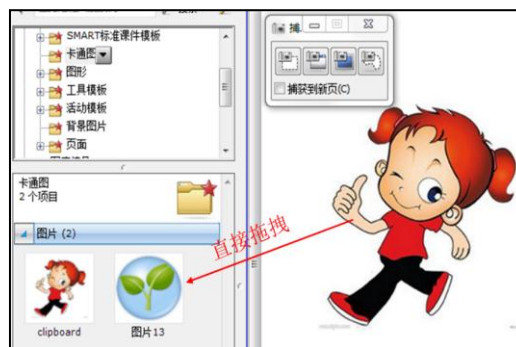 SMART标准课件模板
卡通图
图形
工具模板
活动模板
背景图片
捕
捕获到新页(C)
卡通图
2 个项目
图片 (2)
直接拖拽
clipboard
图片13